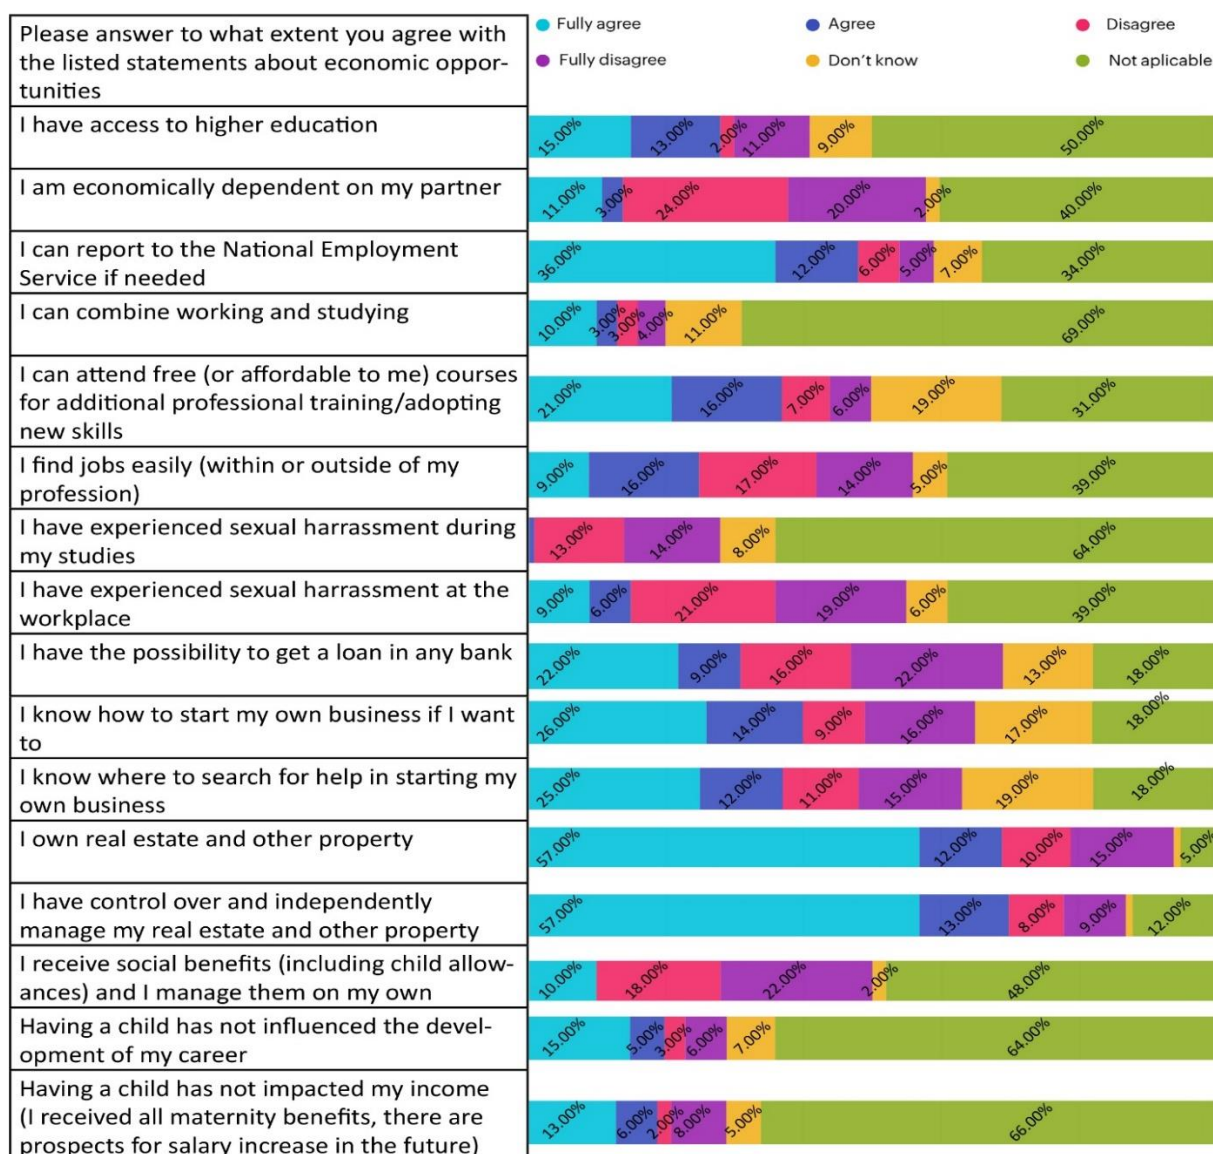 Please answer to what extent you agree with
the listed statements about economic oppor-
tunities
Fully agree
Agree
Disagree
Fully disagree
Don't know
Not aplicable
I have access to higher education
15.00%
13.00%
2.00%
11.00%
9.00%
50.00%
I am economically dependent on my partner
11.00%
3.00%
24.00%
20.00%
2.00%
40.00%
I can report to the National Employment
Service if needed
36.00%
12.00%
6.00%
5.00%
7.00%
34.00%
I can combine working and studying
10.00%
3.00%
3.00%
4.00%
11.00%
69.00%
I can attend free (or affordable to me) courses
for additional professional training/adopting
new skills
21.00%
16.00%
7.00%
6.00%
19.00%
31.00%
I find jobs easily (within or outside of my
profession)
9.00%
16.00%
17.00%
14.00%
5.00%
39.00%
I have experienced sexual harrassment during
my studies
13.00%
14.00%
8.00%
64.00%
I have experienced sexual harrassment at the
workplace
9.00%
6.00%
21.00%
19.00%
6.00%
39.00%
I have the possibility to get a loan in any bank
22.00%
9.00%
16.00%
22.00%
13.00%
18.00%
I know how to start my own business if I want
to
26.00%
14.00%
9.00%
16.00%
17.00%
18.00%
I know where to search for help in starting my
own business
25.00%
12.00%
11.00%
15.00%
19.00%
18.00%
I own real estate and other property
57.00%
12.00%
10.00%
15.00%
5.00%
I have control over and independently
manage my real estate and other property
57.00%
13.00%
8.00%
9.00%
12.00%
I receive social benefits (including child allow-
ances) and I manage them on my own
10.00%
18.00%
22.00%
2.00%
48.00%
Having a child has not influenced the devel-
opment of my career
15.00%
5.00%
3.00%
6.00%
7.00%
64.00%
Having a child has not impacted my income
(I received all maternity benefits, there are
prospects for salary increase in the future)
13.00%
6.00%
2.00%
8.00%
5.00%
66.00%